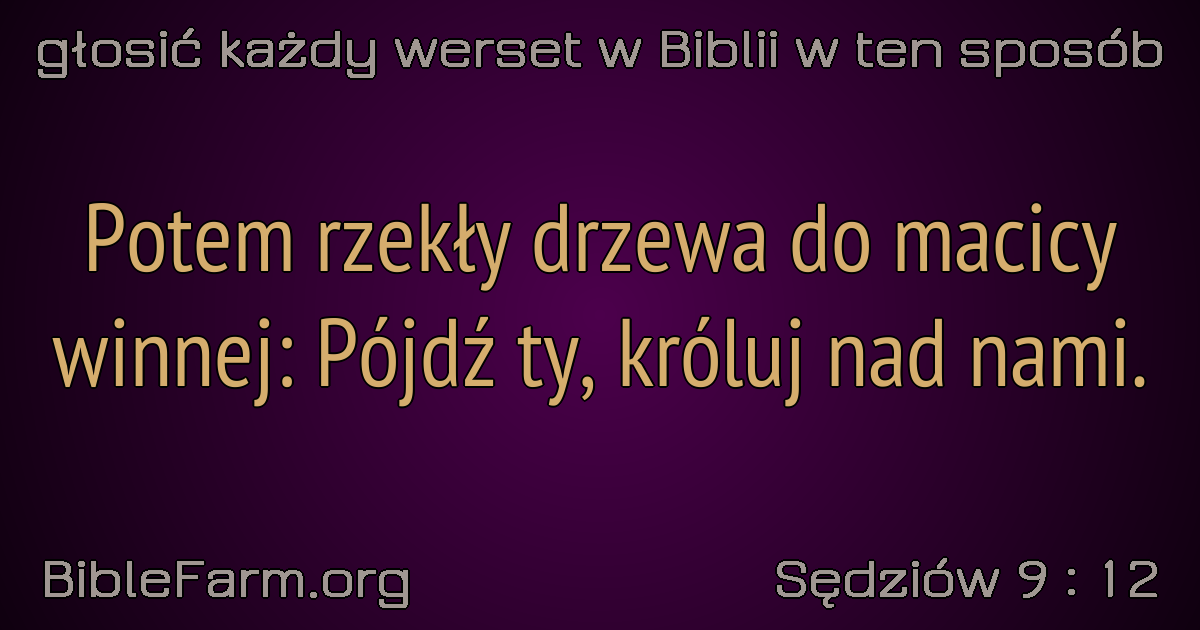 głosić każdy werset w Biblii w ten sposób
Potem rzekły drzewa do macicy
winnej: Pójdź ty, króluj nad nami.
BibleFarm.org
Sędziów 9 : 12